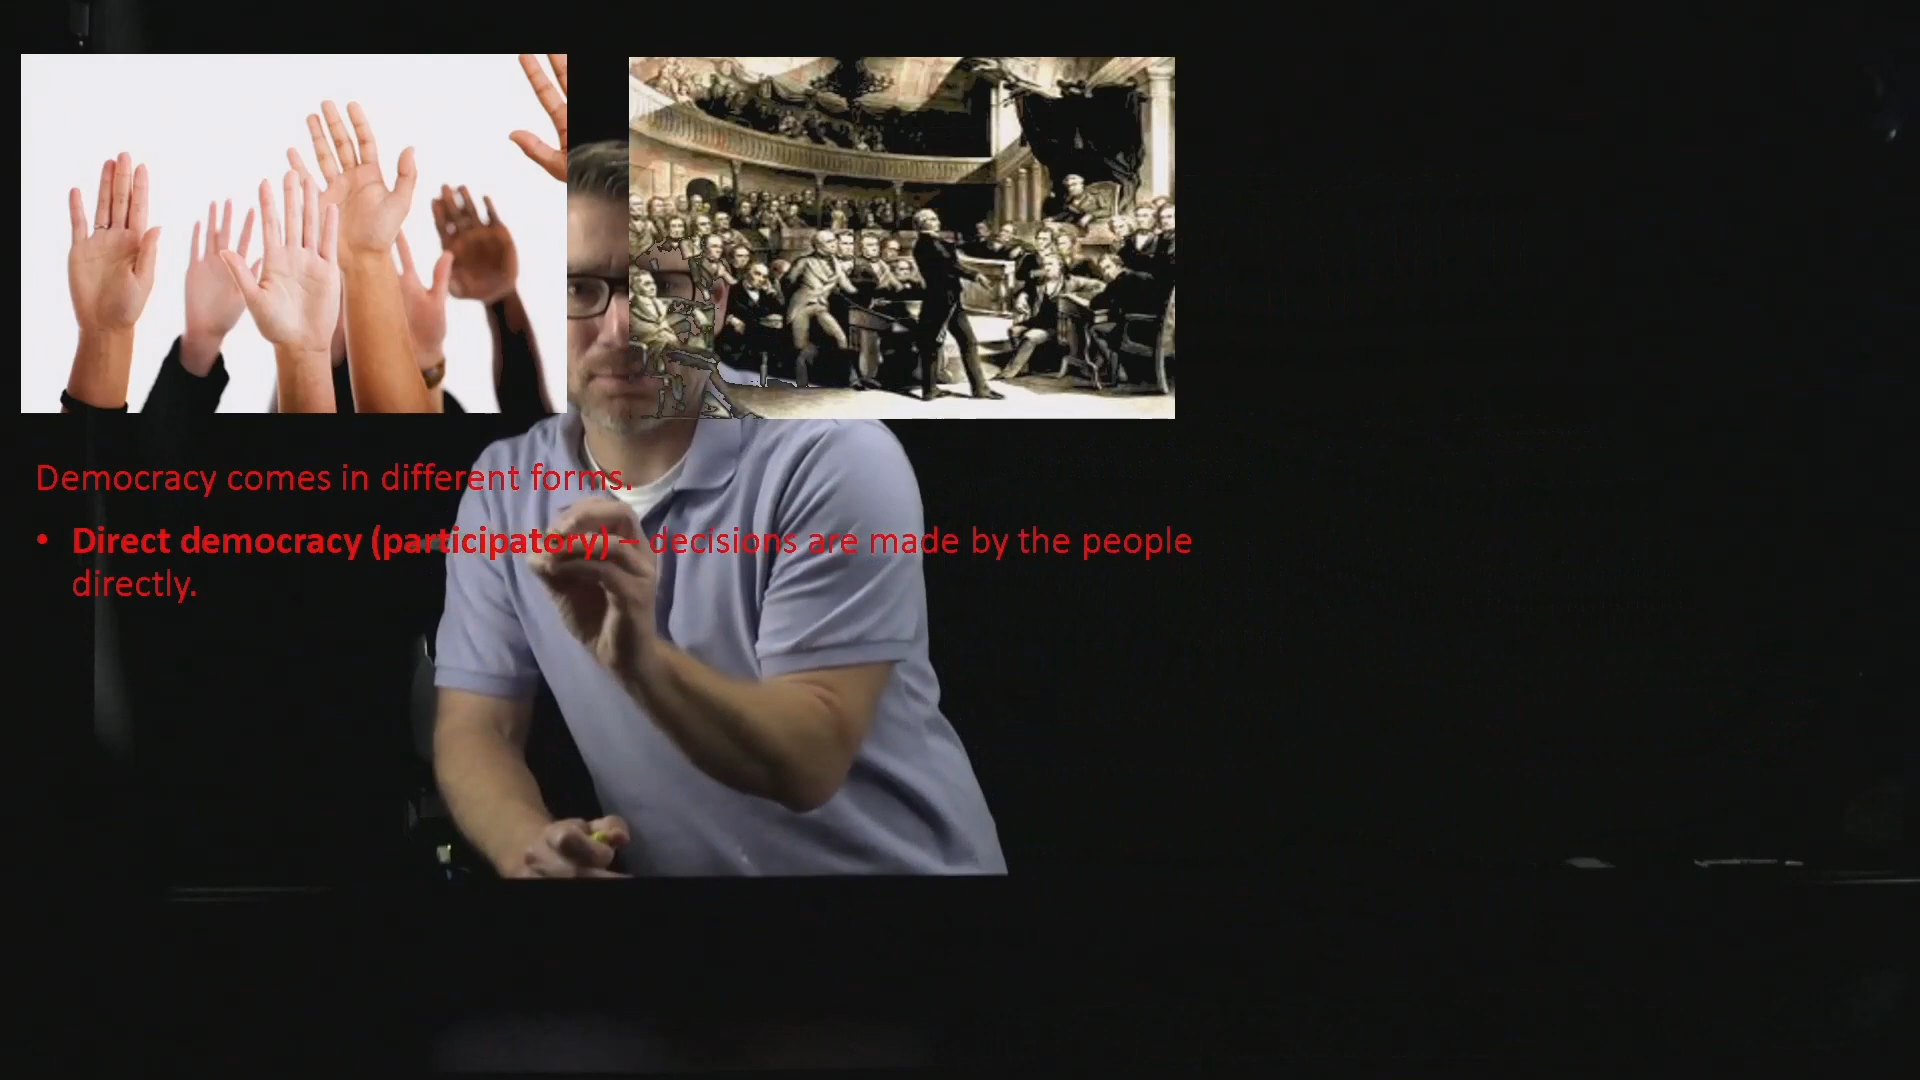 Democracy comes in different forms.
• Direct democracy (participatory) – decisions are made by the people
directly.